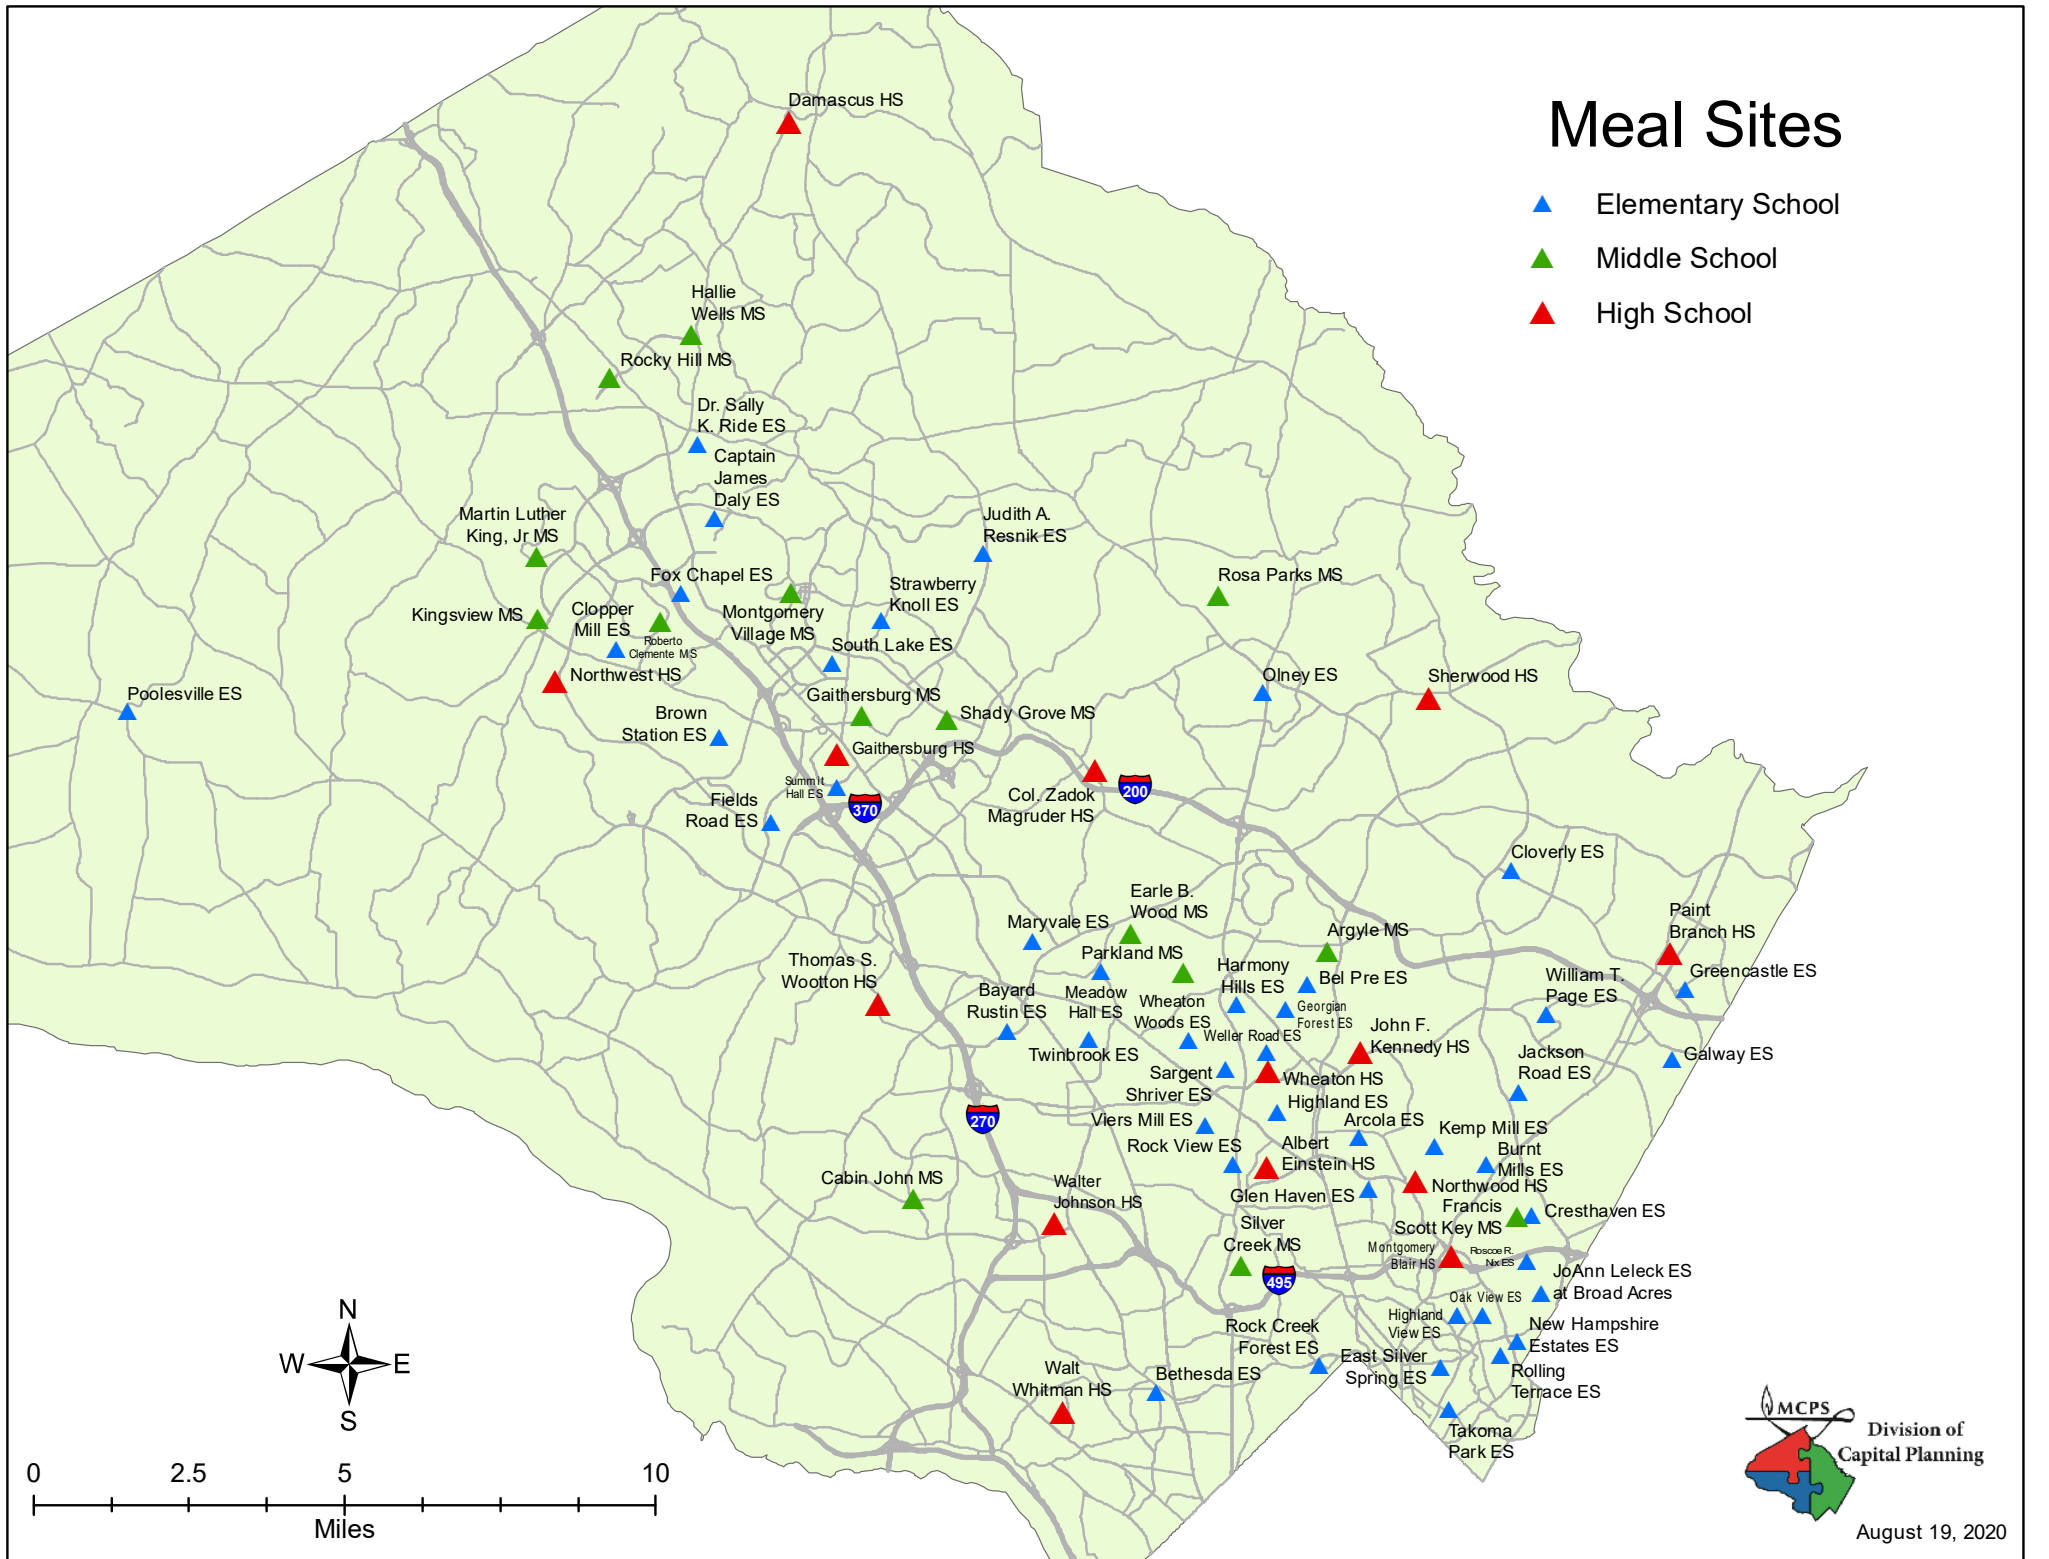 Damascus HS
Meal Sites
Elementary School
Middle School
High School
Hallie
Wells MS
Rocky Hill MS
Dr. Sally
K. Ride ES
Captain
James
Daly ES
Martin Luther
King, Jr MS
Judith A.
Resnik ES
Fox Chapel ES
Strawberry
Knoll ES
Rosa Parks MS
Kingsview MS
Clopper
Mill ES
Roberto
Clemente MS
Montgomery
Village MS
South Lake ES
Northwest HS
Olney ES
Sherwood HS
Poolesville ES
Gaithersburg MS
Shady Grove MS
Brown
Station ES
Gaithersburg HS
Summit
Hall ES
370
200
Col. Zadok
Magruder HS
Fields
Road ES
Cloverly ES
Earle B.
Wood MS
Maryvale ES
Parkland MS
Argyle MS
Paint
Branch HS
Thomas S.
Wootton HS
Harmony
Hills ES
Bel Pre ES
William T.
Page ES
Greencastle ES
Bayard
Rustin ES
Meadow
Hall ES
Wheaton
Woods ES
Georgian
Forest ES
Weller Road ES
John F.
Kennedy HS
Twinbrook ES
Jackson
Road ES
Galway ES
Sargent
Shriver ES
Wheaton HS
Highland ES
270
Viers Mill ES
Arcola ES
Rock View ES
Albert
Einstein HS
Kemp Mill ES
Burnt
Mills ES
Cabin John MS
Walter
Johnson HS
Glen Haven ES
Northwood HS
Francis
Scott Key MS
Cresthaven ES
Silver
Creek MS
Montgomery
Blair HS
Roscoe R.
Nix ES
495
JoAnn Leleck ES
at Broad Acres
Oak View ES
Highland
View ES
New Hampshire
Estates ES
Rock Creek
Forest ES
East Silver
Spring ES
Rolling
Terrace ES
Walt
Whitman HS
Bethesda ES
Takoma
Park ES
N
W
E
S
0
2.5
5
10
Miles
MCPS
Division of
Capital Planning
August 19, 2020